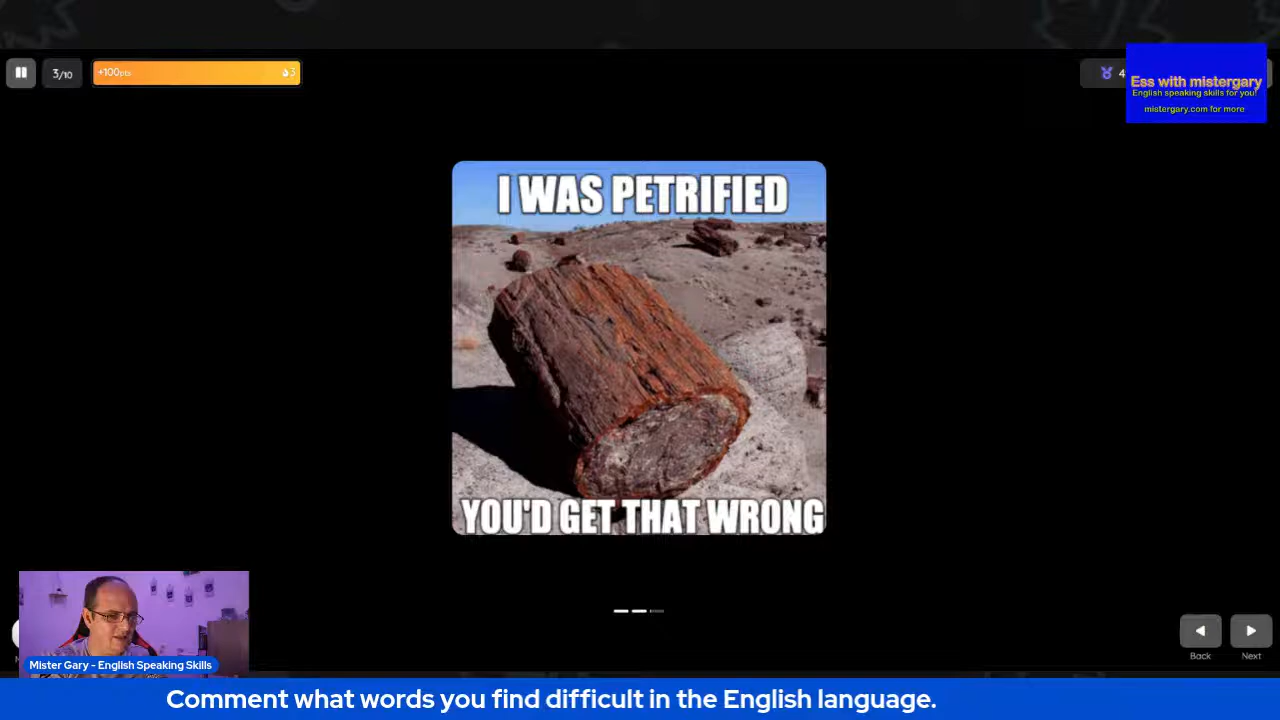 3/10
+100pts
3
4
Ess with mistergary
English speaking skills for you!
mistergary.com for more
I WAS PETRIFIED
YOU'D GET THAT WRONG
Back
Next
Mister Gary - English Speaking Skills
Comment what words you find difficult in the English language.